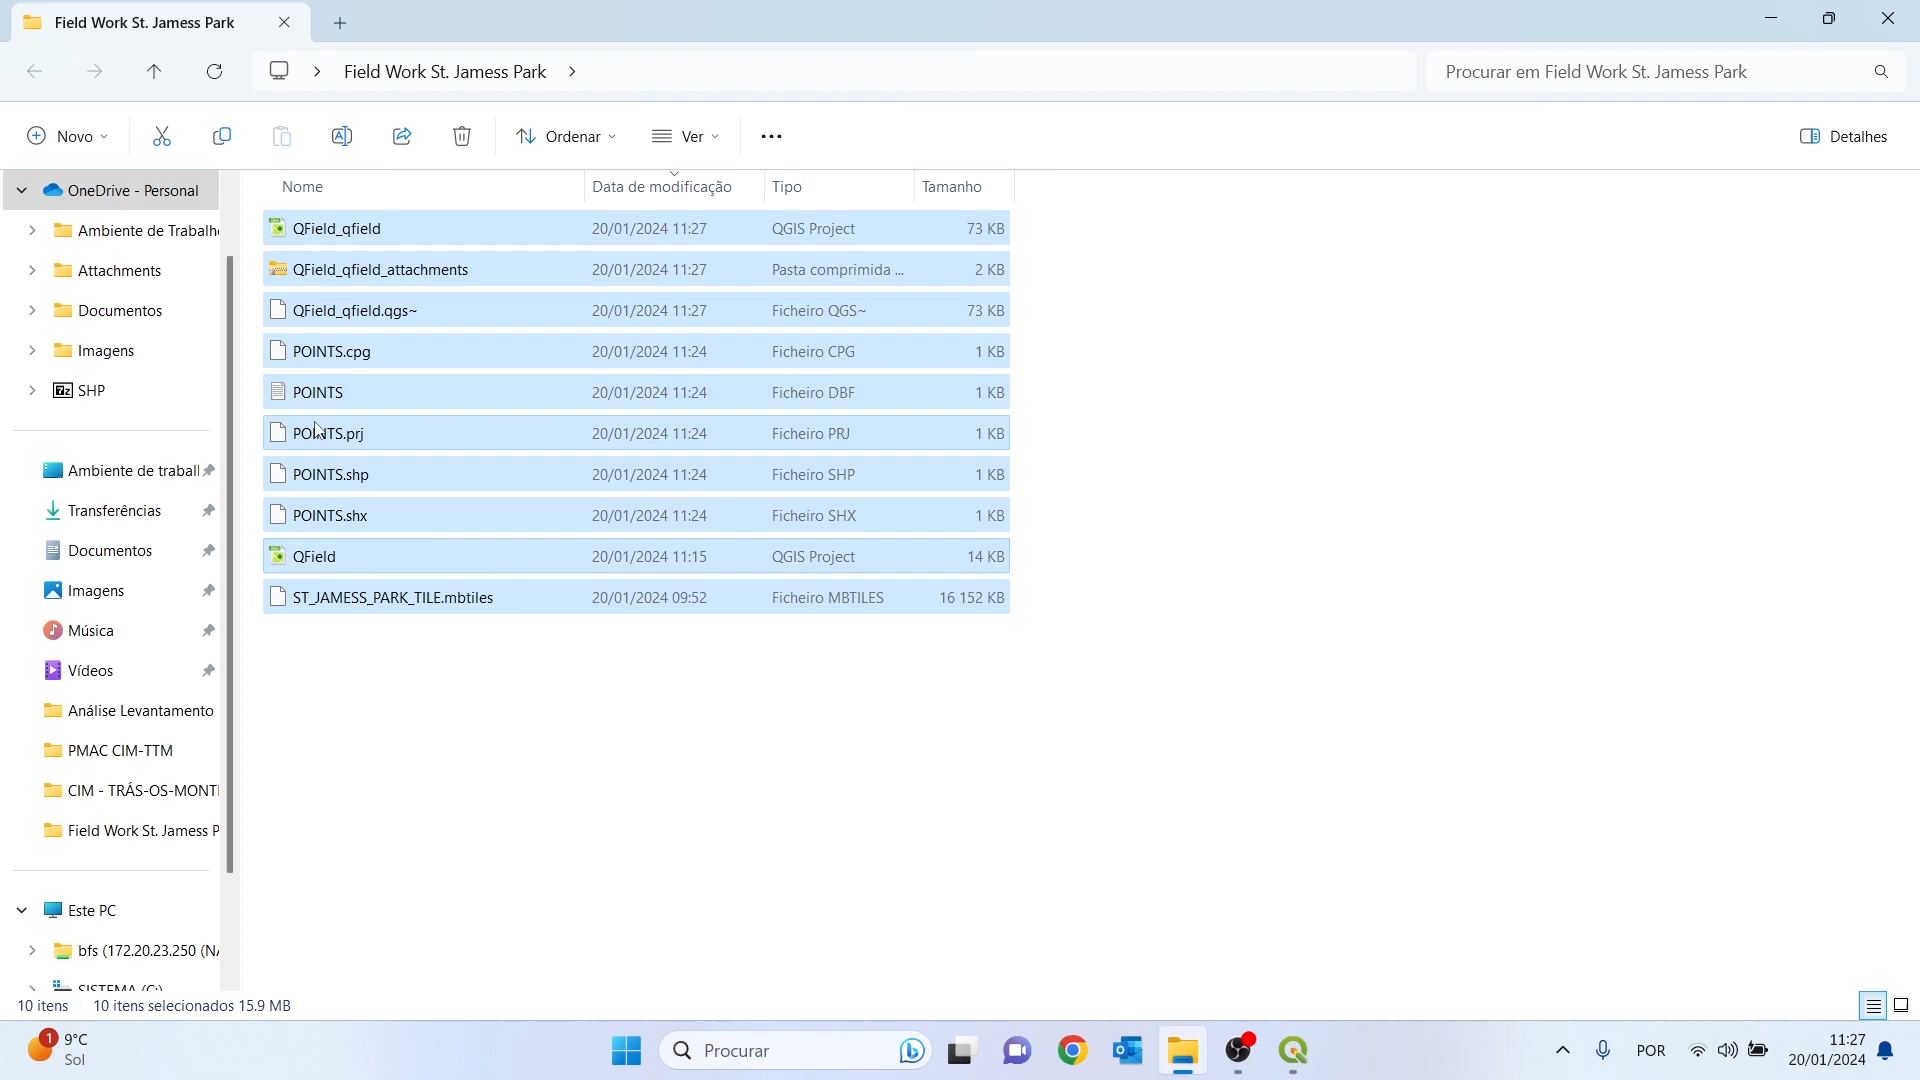 Field Work St. Jamess Park
Field Work St. Jamess Park
Procurar em Field Work St. Jamess Park
Novo
Ordenar
Ver
Detalhes
OneDrive - Personal
Ambiente de Trabalh
Attachments
Documentos
Imagens
7z SHP
Ambiente de traball
Transferências
Documentos
Imagens
Música
Vídeos
Análise Levantamento
PMAC CIM-TTM
CIM - TRÁS-OS-MONT
Field Work St. Jamess P
Este PC
bfs (172.20.23.250 (N
SISTEMA (C:)
Nome Data de modificação Tipo Tamanho
QField_qfield 20/01/2024 11:27 QGIS Project 73 KB
QField_qfield_attachments 20/01/2024 11:27 Pasta comprimida ... 2 KB
QField_qfield.qgs~ 20/01/2024 11:27 Ficheiro QGS~ 73 KB
POINTS.cpg 20/01/2024 11:24 Ficheiro CPG 1 KB
POINTS 20/01/2024 11:24 Ficheiro DBF 1 KB
POINTS.prj 20/01/2024 11:24 Ficheiro PRJ 1 KB
POINTS.shp 20/01/2024 11:24 Ficheiro SHP 1 KB
POINTS.shx 20/01/2024 11:24 Ficheiro SHX 1 KB
QField 20/01/2024 11:15 QGIS Project 14 KB
ST_JAMESS_PARK_TILE.mbtiles 20/01/2024 09:52 Ficheiro MBTILES 16 152 KB
10 itens 10 itens selecionados 15.9 MB
1 9°C
Sol
Procurar
POR
11:27
20/01/2024